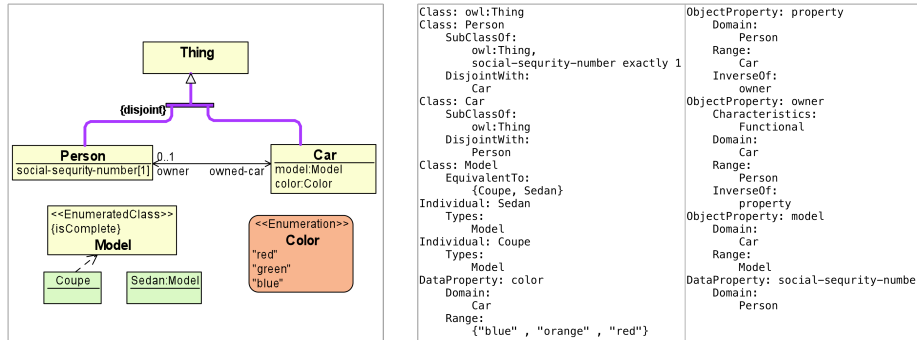 Thing
{disjoint}
Person
social-sequrity-number[1]
0..1
owner
owned-car
Car
model:Model
color:Color
<<EnumeratedClass>>
{isComplete}
Model
Coupe
Sedan:Model
<<Enumeration>>
Color
"red"
"green"
"blue"
Class: owl:Thing
Class: Person
SubClassOf:
owl:Thing,
social-sequrity-number exactly 1
DisjointWith:
Car
Class: Car
SubClassOf:
owl:Thing
DisjointWith:
Person
Class: Model
EquivalentTo:
{Coupe, Sedan}
Individual: Sedan
Types:
Model
Individual: Coupe
Types:
Model
DataProperty: color
Domain:
Car
Range:
{"blue" , "orange" , "red"}
ObjectProperty: property
Domain:
Person
Range:
Car
InverseOf:
owner
ObjectProperty: owner
Characteristics:
Functional
Domain:
Car
Range:
Person
InverseOf:
property
ObjectProperty: model
Domain:
Car
Range:
Model
DataProperty: social-sequrity-numbe
Domain:
Person